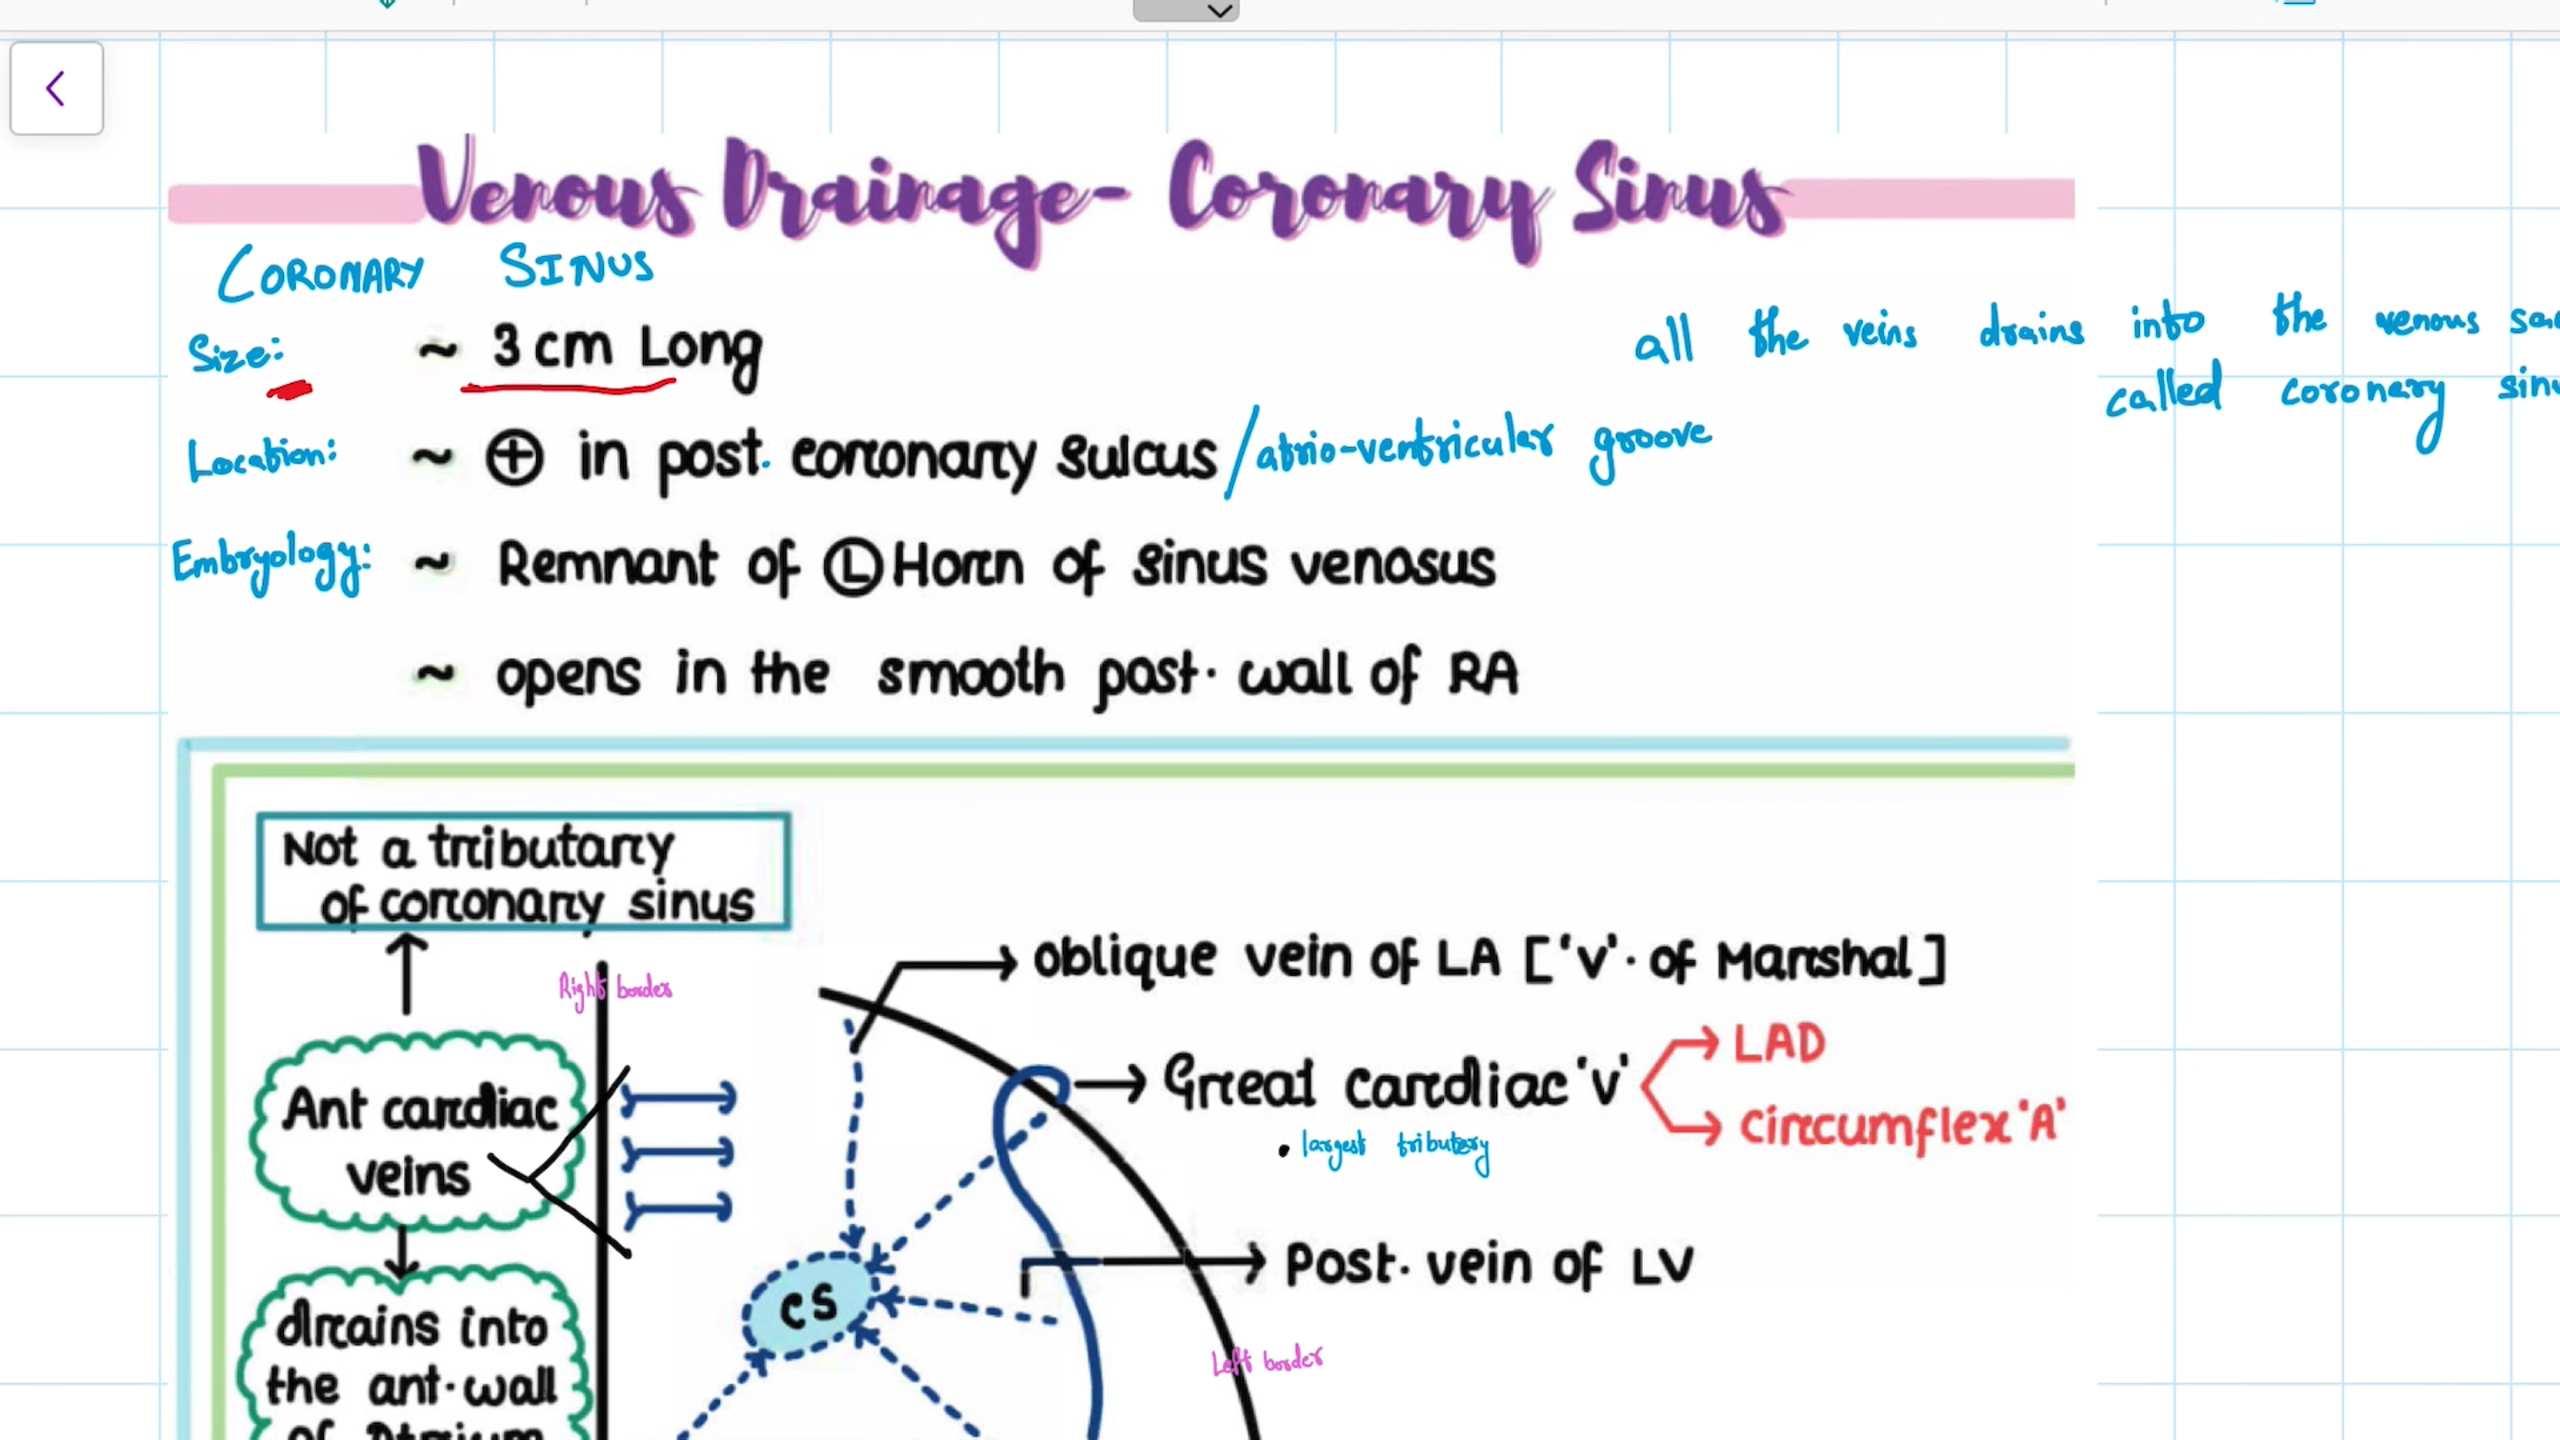 Venous Drainage- Coronary Sinus
CORONARY SINUS
all the veins drains into the venous
called coronary
Size: ~ 3 cm Long
Location: ~ ⊕ in post. coronary sulcus / atrio-ventricular groove
Embryology: ~ Remnant of Ⓛ Horn of sinus venosus
~ opens in the smooth post. wall of RA
Not a tributary
of coronary sinus
Right border
oblique vein of LA ['v'. of Marshal]
LAD
Great cardiac 'v'
circumflex 'A'
• largest tributery
Ant cardiac
veins
Post. vein of LV
CS
Left border
drains into
the ant. wall
of Atrium